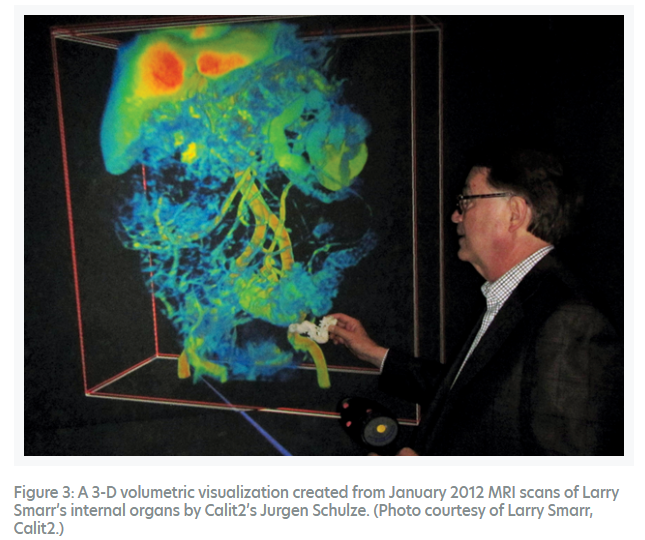 Figure 3: A 3-D volumetric visualization created from January 2012 MRI scans of Larry
Smarr's internal organs by Calit2's Jurgen Schulze. (Photo courtesy of Larry Smarr,
Calit2.)